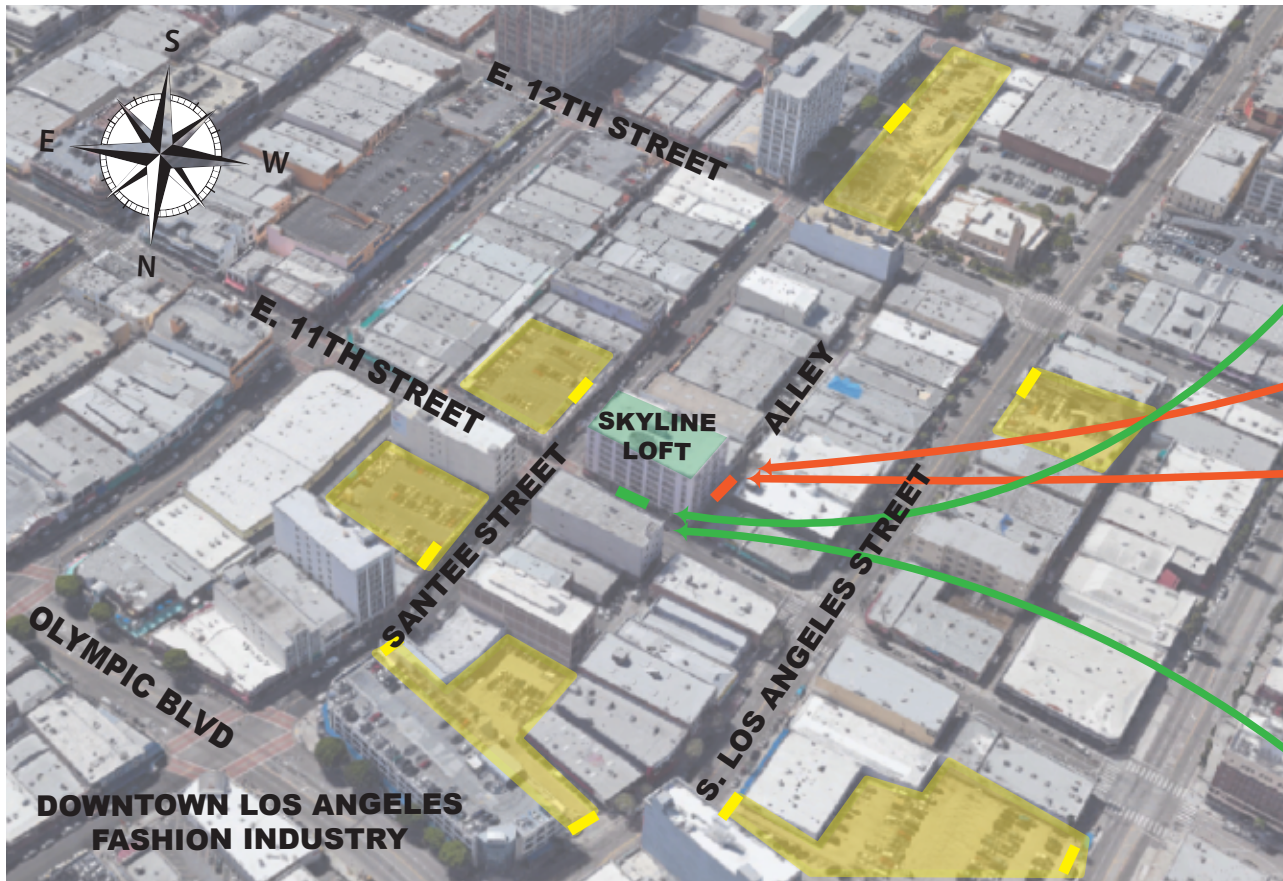 S
E
W
N
E. 12TH STREET
E. 11TH STREET
SKYLINE
LOFT
ALLEY
SANTEE STREET
S. LOS ANGELES STREET
OLYMPIC BLVD
DOWNTOWN LOS ANGELES
FASHION INDUSTRY